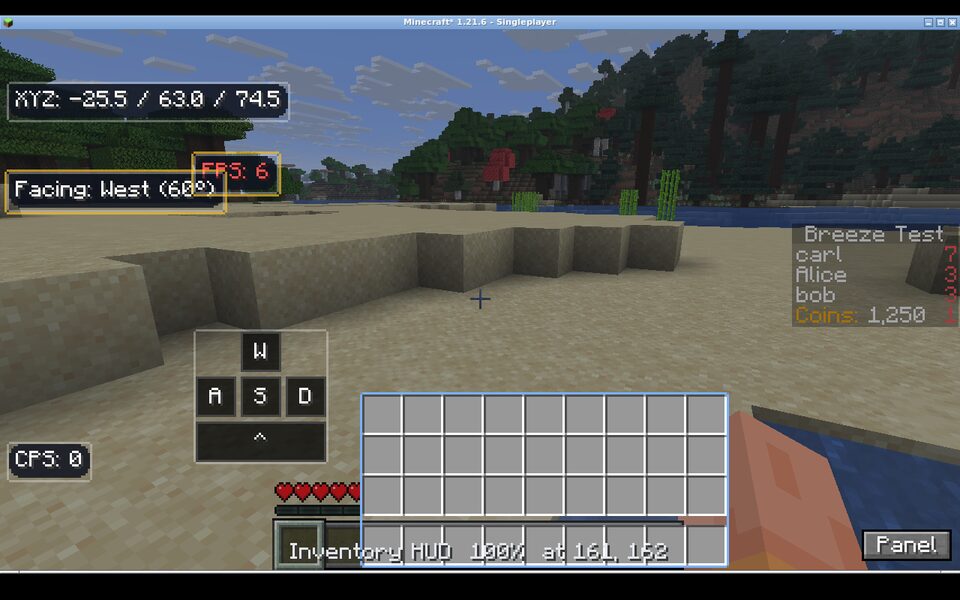 Minecraft* 1.21.6 - Singleplayer
XYZ: -25.5 / 63.0 / 74.5
FPS: 6
Facing: West (60°)
Breeze Test
carl 7
Alice 3
bob
Coins: 1,250 1
W
A S D
^
CPS: 0
Inventory HUD 100% at 161, 162
Panel